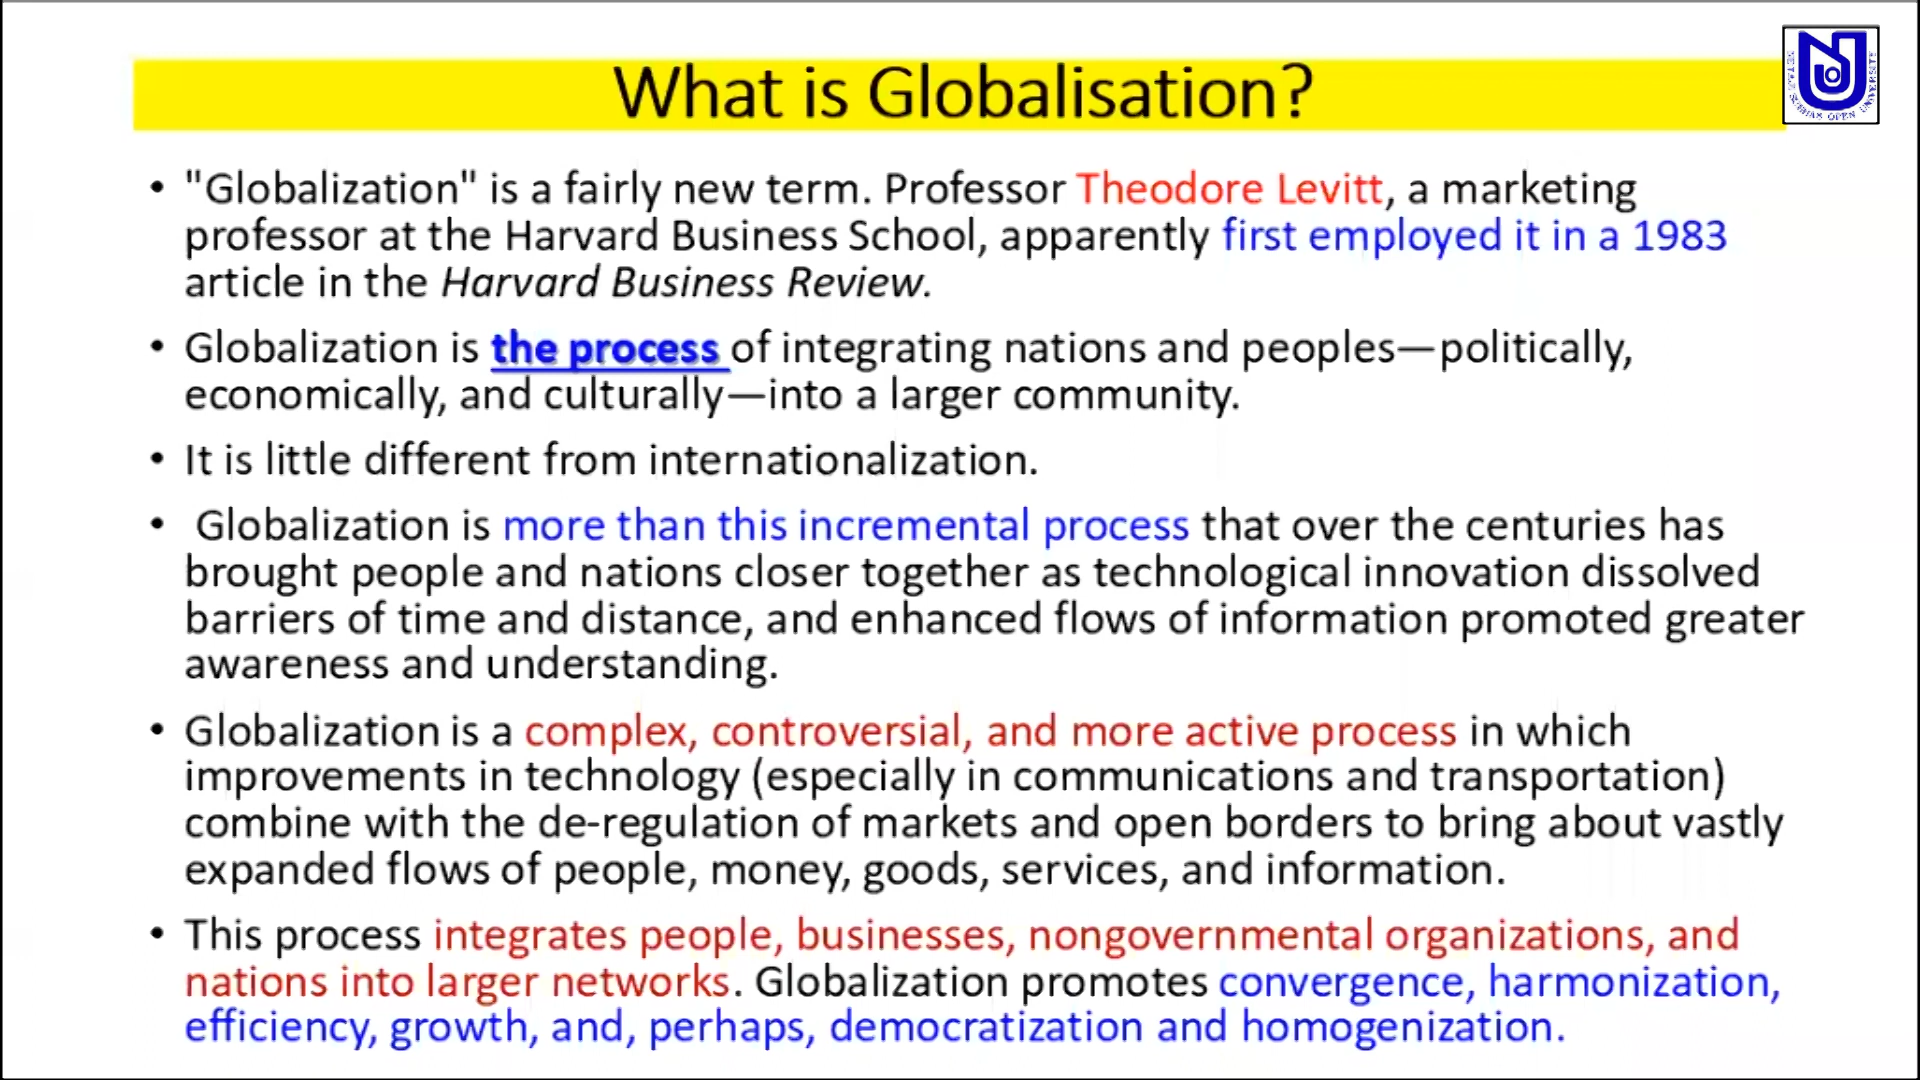 What is Globalisation?
• "Globalization" is a fairly new term. Professor Theodore Levitt, a marketing
professor at the Harvard Business School, apparently first employed it in a 1983
article in the Harvard Business Review.
• Globalization is the process of integrating nations and peoples—politically,
economically, and culturally—into a larger community.
• It is little different from internationalization.
• Globalization is more than this incremental process that over the centuries has
brought people and nations closer together as technological innovation dissolved
barriers of time and distance, and enhanced flows of information promoted greater
awareness and understanding.
• Globalization is a complex, controversial, and more active process in which
improvements in technology (especially in communications and transportation)
combine with the de-regulation of markets and open borders to bring about vastly
expanded flows of people, money, goods, services, and information.
• This process integrates people, businesses, nongovernmental organizations, and
nations into larger networks. Globalization promotes convergence, harmonization,
efficiency, growth, and, perhaps, democratization and homogenization.
OPEN